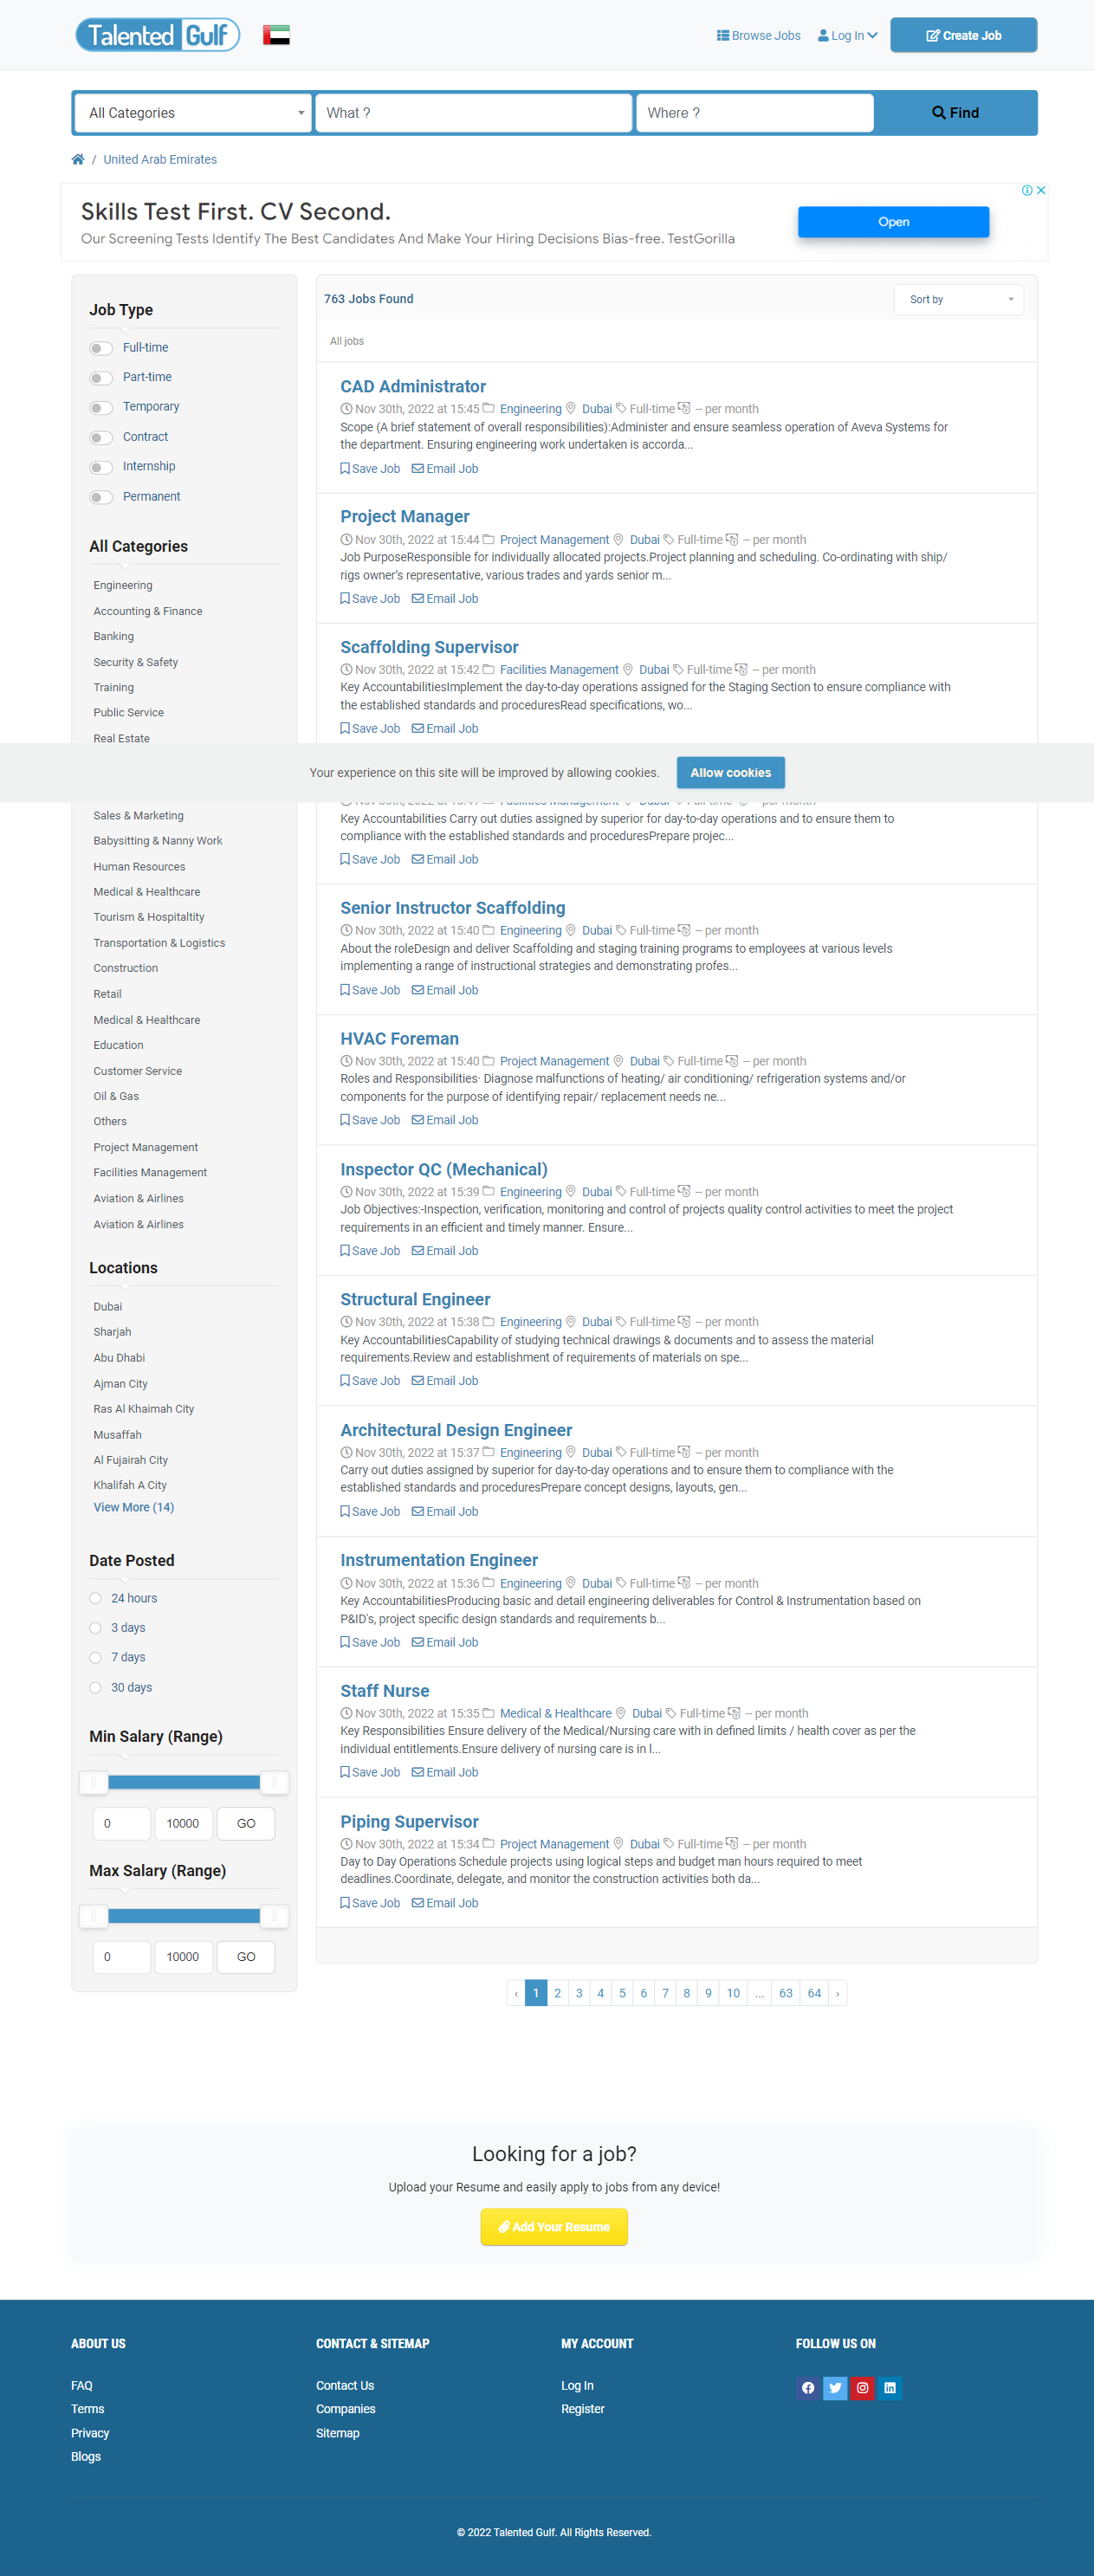 Talented Gulf
Browse Jobs
Log In
Create Job
All Categories
What ?
Where ?
Find
/ United Arab Emirates
Skills Test First. CV Second.
Our Screening Tests Identify The Best Candidates And Make Your Hiring Decisions Bias-free. TestGorilla
Open
Job Type
Full-time
Part-time
Temporary
Contract
Internship
Permanent
All Categories
Engineering
Accounting & Finance
Banking
Security & Safety
Training
Public Service
Real Estate
Sales & Marketing
Babysitting & Nanny Work
Human Resources
Medical & Healthcare
Tourism & Hospitaltity
Transportation & Logistics
Construction
Retail
Medical & Healthcare
Education
Customer Service
Oil & Gas
Others
Project Management
Facilities Management
Aviation & Airlines
Aviation & Airlines
Locations
Dubai
Sharjah
Abu Dhabi
Ajman City
Ras Al Khaimah City
Musaffah
Al Fujairah City
Khalifah A City
View More (14)
Date Posted
24 hours
3 days
7 days
30 days
Min Salary (Range)
0 10000 GO
Max Salary (Range)
0 10000 GO
763 Jobs Found
Sort by
All jobs
CAD Administrator
Nov 30th, 2022 at 15:45 Engineering Dubai Full-time -- per month
Scope (A brief statement of overall responsibilities):Administer and ensure seamless operation of Aveva Systems for
the department. Ensuring engineering work undertaken is accorda...
Save Job Email Job
Project Manager
Nov 30th, 2022 at 15:44 Project Management Dubai Full-time -- per month
Job PurposeResponsible for individually allocated projects.Project planning and scheduling. Co-ordinating with ship/
rigs owner's representative, various trades and yards senior m...
Save Job Email Job
Scaffolding Supervisor
Nov 30th, 2022 at 15:42 Facilities Management Dubai Full-time -- per month
Key AccountabilitiesImplement the day-to-day operations assigned for the Staging Section to ensure compliance with
the established standards and proceduresRead specifications, wo...
Save Job Email Job
Your experience on this site will be improved by allowing cookies.
Allow cookies
Key Accountabilities Carry out duties assigned by superior for day-to-day operations and to ensure them to
compliance with the established standards and proceduresPrepare projec...
Save Job Email Job
Senior Instructor Scaffolding
Nov 30th, 2022 at 15:40 Engineering Dubai Full-time -- per month
About the roleDesign and deliver Scaffolding and staging training programs to employees at various levels
implementing a range of instructional strategies and demonstrating profes...
Save Job Email Job
HVAC Foreman
Nov 30th, 2022 at 15:40 Project Management Dubai Full-time -- per month
Roles and Responsibilities· Diagnose malfunctions of heating/ air conditioning/ refrigeration systems and/or
components for the purpose of identifying repair/ replacement needs ne...
Save Job Email Job
Inspector QC (Mechanical)
Nov 30th, 2022 at 15:39 Engineering Dubai Full-time -- per month
Job Objectives:-Inspection, verification, monitoring and control of projects quality control activities to meet the project
requirements in an efficient and timely manner. Ensure...
Save Job Email Job
Structural Engineer
Nov 30th, 2022 at 15:38 Engineering Dubai Full-time -- per month
Key AccountabilitiesCapability of studying technical drawings & documents and to assess the material
requirements.Review and establishment of requirements of materials on spe...
Save Job Email Job
Architectural Design Engineer
Nov 30th, 2022 at 15:37 Engineering Dubai Full-time -- per month
Carry out duties assigned by superior for day-to-day operations and to ensure them to compliance with the
established standards and proceduresPrepare concept designs, layouts, gen...
Save Job Email Job
Instrumentation Engineer
Nov 30th, 2022 at 15:36 Engineering Dubai Full-time -- per month
Key AccountabilitiesProducing basic and detail engineering deliverables for Control & Instrumentation based on
P&ID's, project specific design standards and requirements b...
Save Job Email Job
Staff Nurse
Nov 30th, 2022 at 15:35 Medical & Healthcare Dubai Full-time -- per month
Key Responsibilities Ensure delivery of the Medical/Nursing care with in defined limits / health cover as per the
individual entitlements.Ensure delivery of nursing care is in l...
Save Job Email Job
Piping Supervisor
Nov 30th, 2022 at 15:34 Project Management Dubai Full-time -- per month
Day to Day Operations Schedule projects using logical steps and budget man hours required to meet
deadlines.Coordinate, delegate, and monitor the construction activities both da...
Save Job Email Job
‹ 1 2 3 4 5 6 7 8 9 10 ... 63 64 ›
Looking for a job?
Upload your Resume and easily apply to jobs from any device!
Add Your Resume
ABOUT US
FAQ
Terms
Privacy
Blogs
CONTACT & SITEMAP
Contact Us
Companies
Sitemap
MY ACCOUNT
Log In
Register
FOLLOW US ON
© 2022 Talented Gulf. All Rights Reserved.